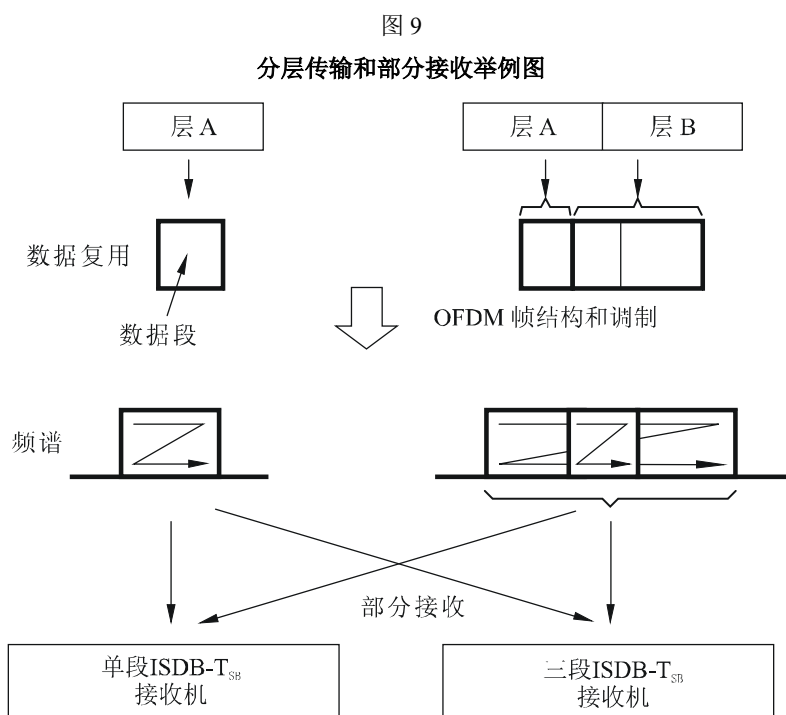 图 9
分层传输和部分接收举例图
层 A
层 A
层 B
数据复用
数据段
OFDM 帧结构和调制
频谱
部分接收
单段ISDB-T_SB
接收机
三段ISDB-T_SB
接收机